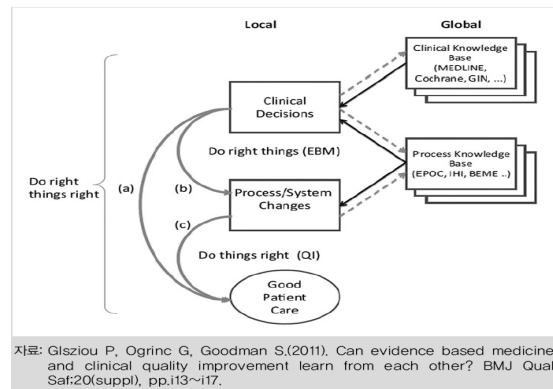 Local
Global
Clinical Knowledge
Base
(MEDLINE,
Cochrane, GIN, ...)
Clinical
Decisions
Do right things (EBM)
Process Knowledge
Base
(EPOC, IHI, BEME ..)
Do right
things right
(a)
(b)
Process/System
Changes
(c)
Do things right (QI)
Good
Patient
Care
자료: Glsziou P, Ogrinc G, Goodman S.(2011). Can evidence based medicine
and clinical quality improvement learn from each other? BMJ Qual
Saf;20(suppl), pp.i13~i17.